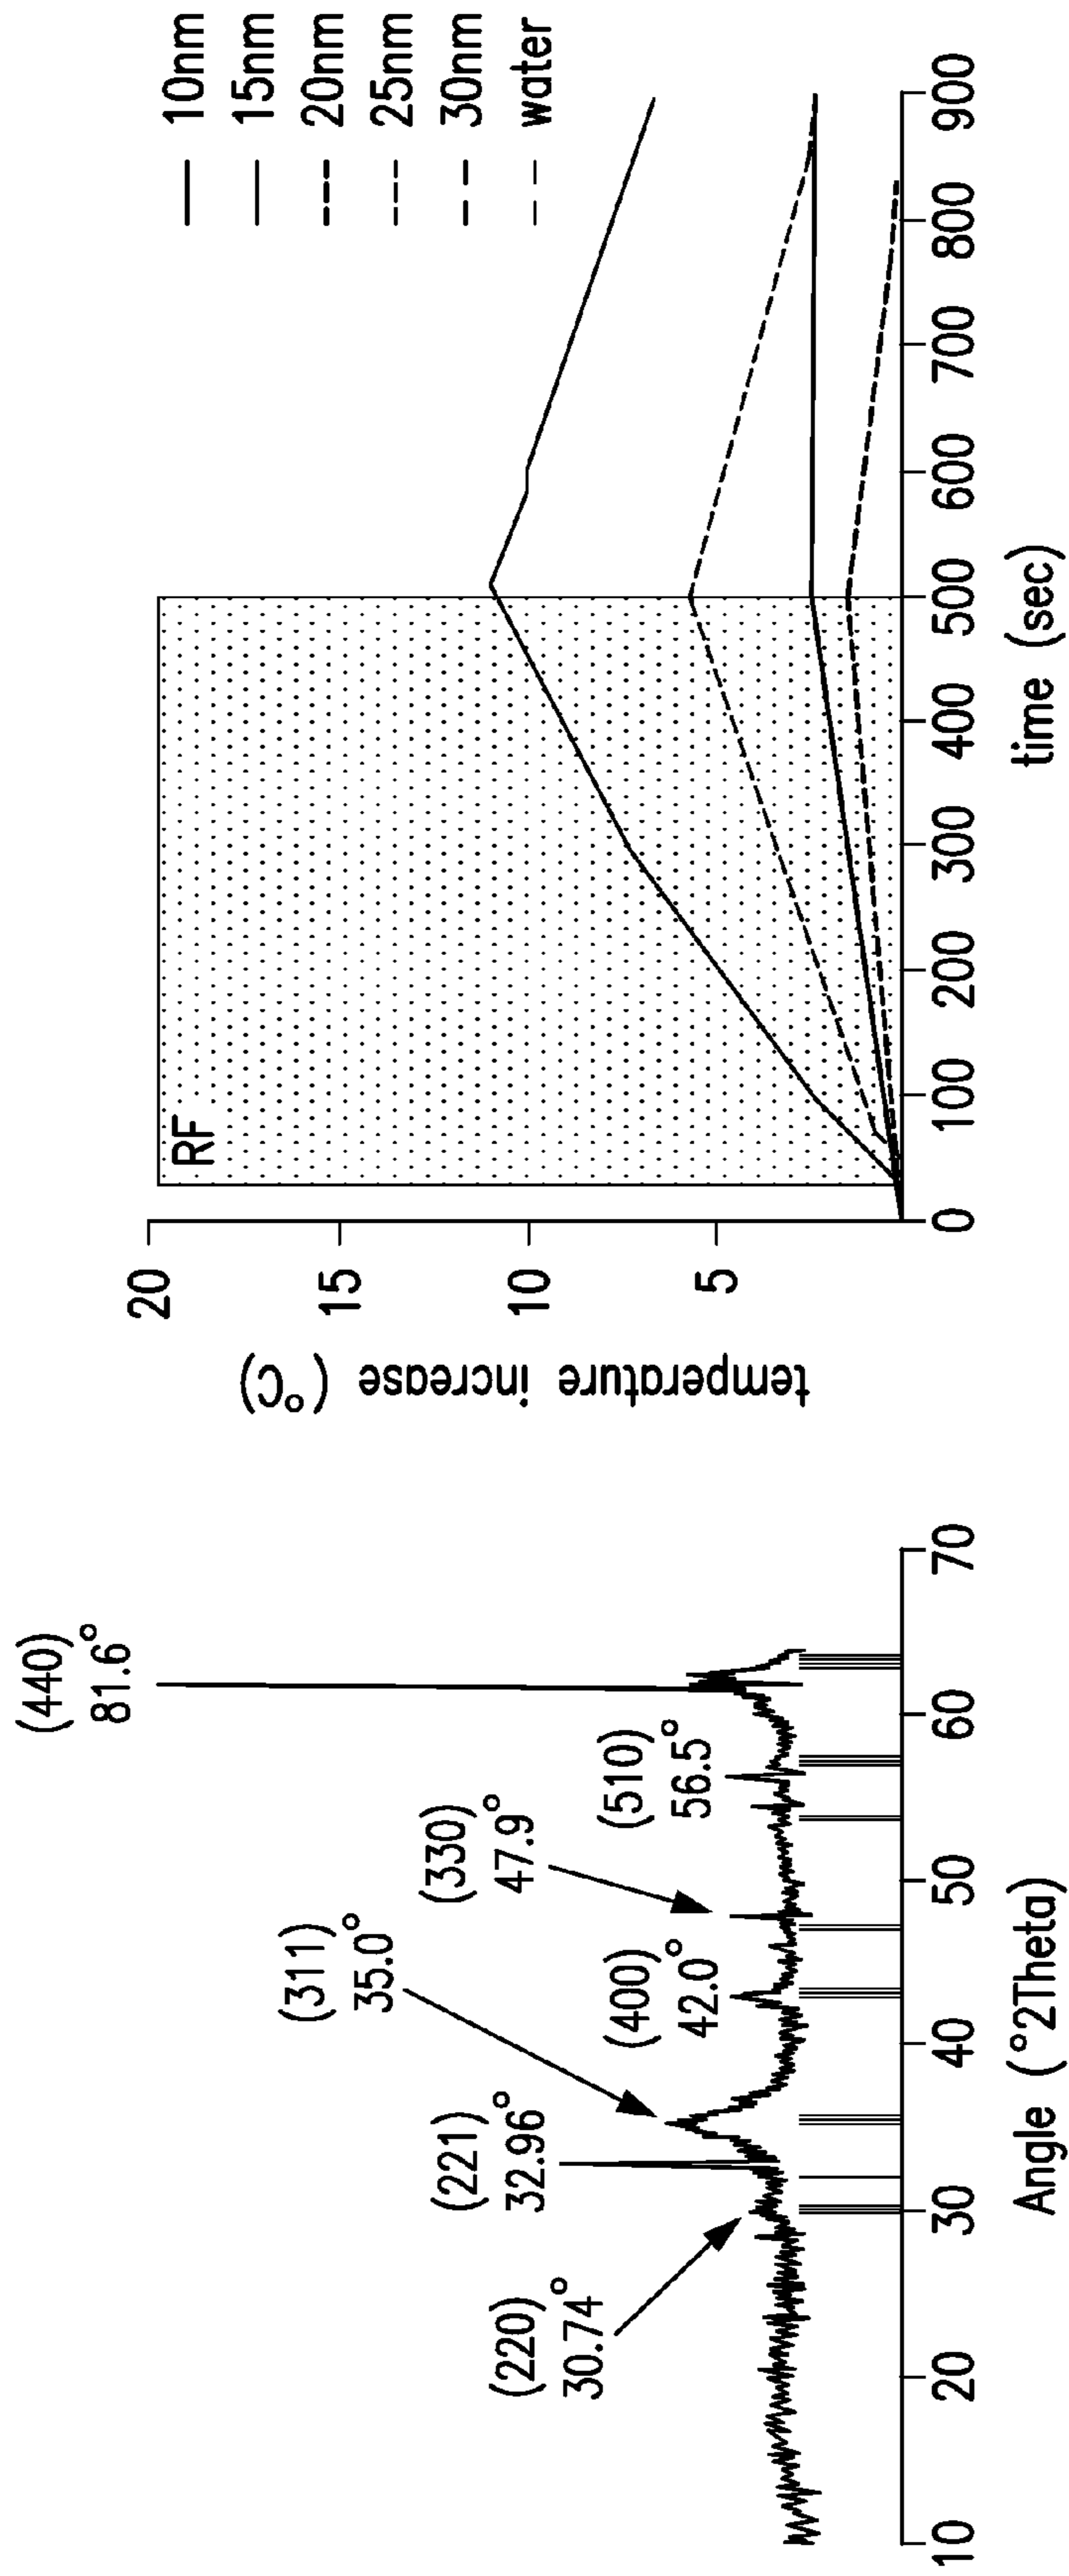 (440)
81.6°
(311)
35.0°
(330)
47.9°
(221)
32.96°
(220)
30.74°
(400)
42.0°
(510)
56.5°
10 20 30 40 50 60 70
Angle (°2Theta)
temperature increase (°C)
20
15
10
5
RF
10nm
15nm
20nm
25nm
30nm
water
0 100 200 300 400 500 600 700 800 900
time (sec)